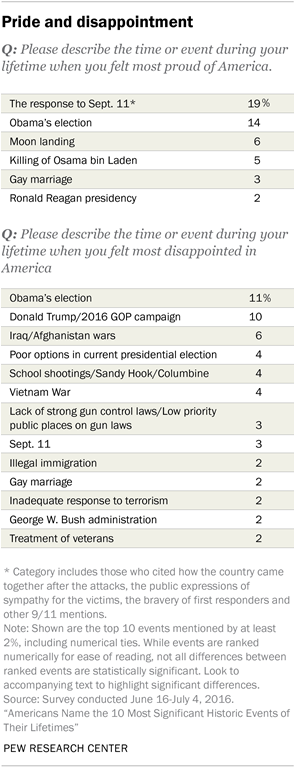 Pride and disappointment
Q: Please describe the time or event during your
lifetime when you felt most proud of America.
The response to Sept. 11* 19%
Obama's election 14
Moon landing 6
Killing of Osama bin Laden 5
Gay marriage 3
Ronald Reagan presidency 2
Q: Please describe the time or event during your
lifetime when you felt most disappointed in
America
Obama's election 11%
Donald Trump/2016 GOP campaign 10
Iraq/Afghanistan wars 6
Poor options in current presidential election 4
School shootings/Sandy Hook/Columbine 4
Vietnam War 4
Lack of strong gun control laws/Low priority
public places on gun laws 3
Sept. 11 3
Illegal immigration 2
Gay marriage 2
Inadequate response to terrorism 2
George W. Bush administration 2
Treatment of veterans 2
* Category includes those who cited how the country came
together after the attacks, the public expressions of
sympathy for the victims, the bravery of first responders and
other 9/11 mentions.
Note: Shown are the top 10 events mentioned by at least
2%, including numerical ties. While events are ranked
numerically for ease of reading, not all differences between
ranked events are statistically significant. Look to
accompanying text to highlight significant differences.
Source: Survey conducted June 16-July 4, 2016.
"Americans Name the 10 Most Significant Historic Events of
Their Lifetimes"
PEW RESEARCH CENTER